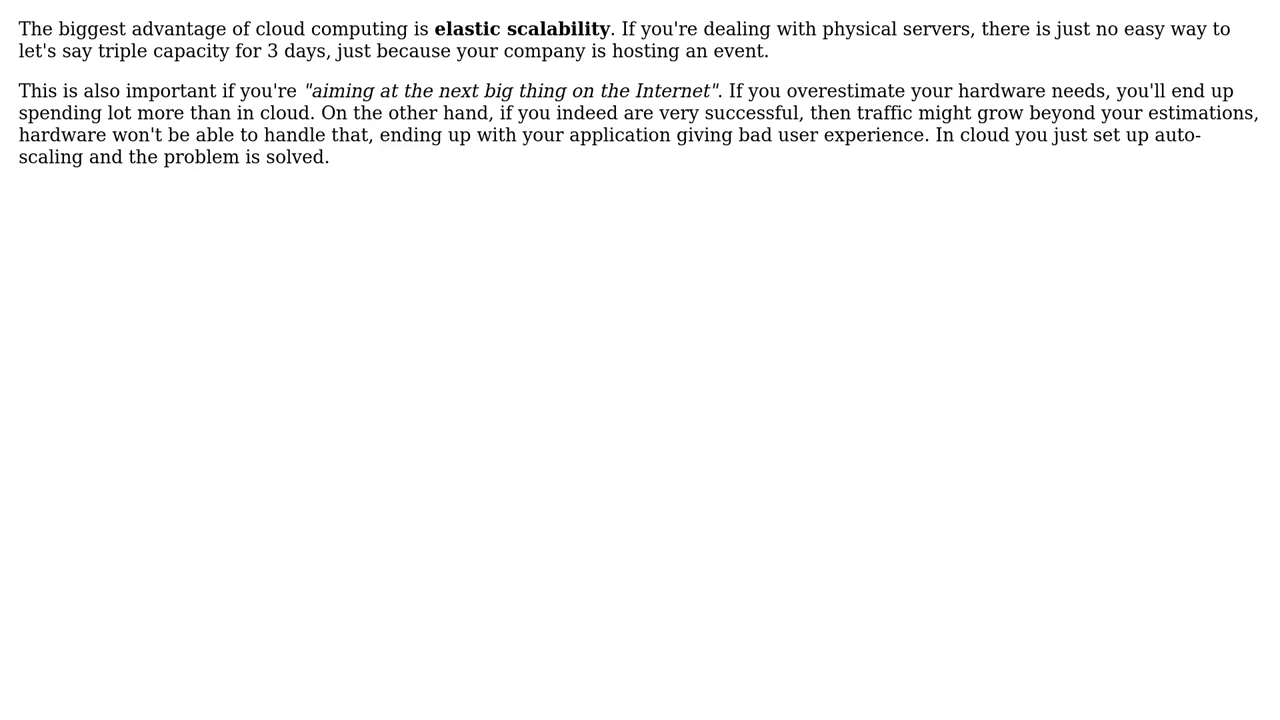 The biggest advantage of cloud computing is elastic scalability. If you're dealing with physical servers, there is just no easy way to
let's say triple capacity for 3 days, just because your company is hosting an event.
This is also important if you're "aiming at the next big thing on the Internet". If you overestimate your hardware needs, you'll end up
spending lot more than in cloud. On the other hand, if you indeed are very successful, then traffic might grow beyond your estimations,
hardware won't be able to handle that, ending up with your application giving bad user experience. In cloud you just set up auto-
scaling and the problem is solved.